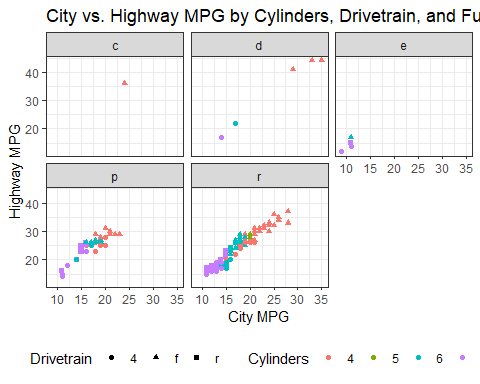 City vs. Highway MPG by Cylinders, Drivetrain, and Fu
c d e
40
30
20
p r
10 15 20 25 30 35
40
30
20
10 15 20 25 30 35 10 15 20 25 30 35
Highway MPG
City MPG
Drivetrain 4 f r Cylinders 4 5 6